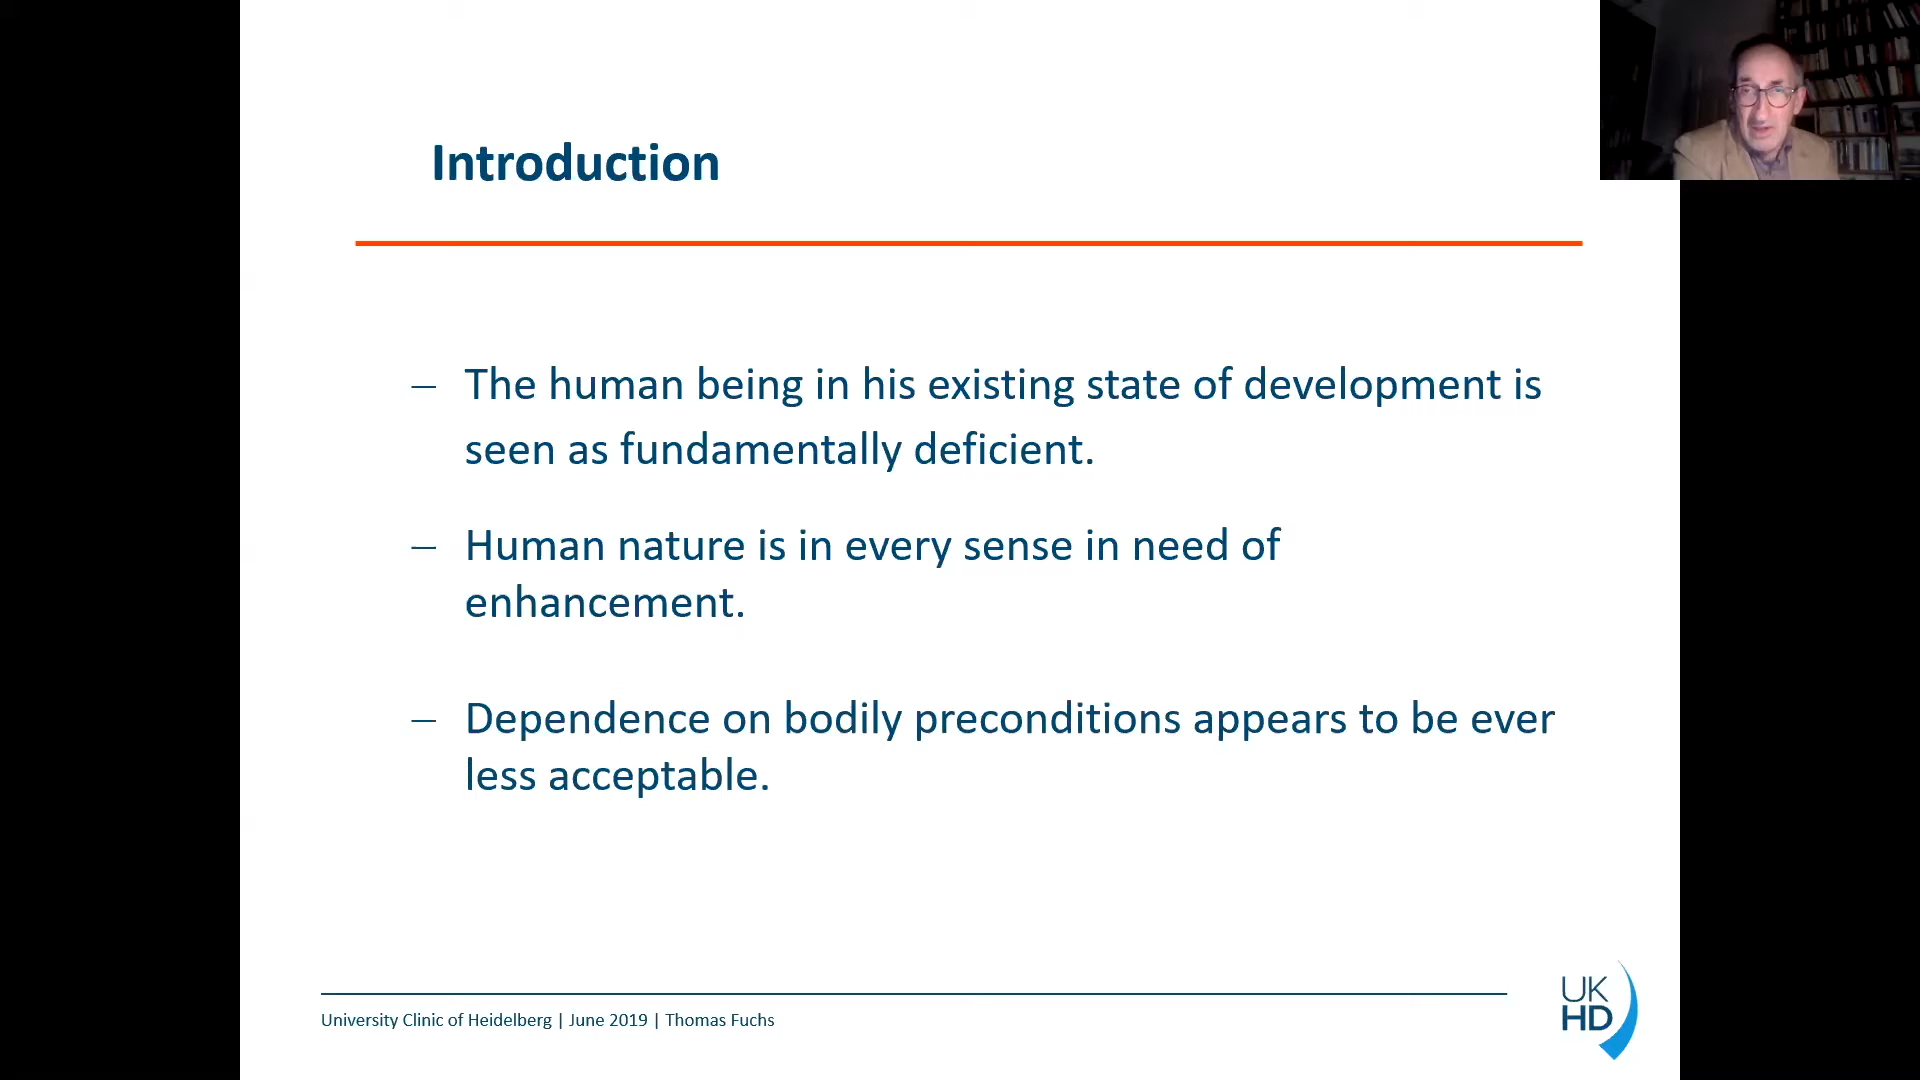 Introduction
– The human being in his existing state of development is
seen as fundamentally deficient.
– Human nature is in every sense in need of
enhancement.
– Dependence on bodily preconditions appears to be ever
less acceptable.
University Clinic of Heidelberg | June 2019 | Thomas Fuchs
UK
HD